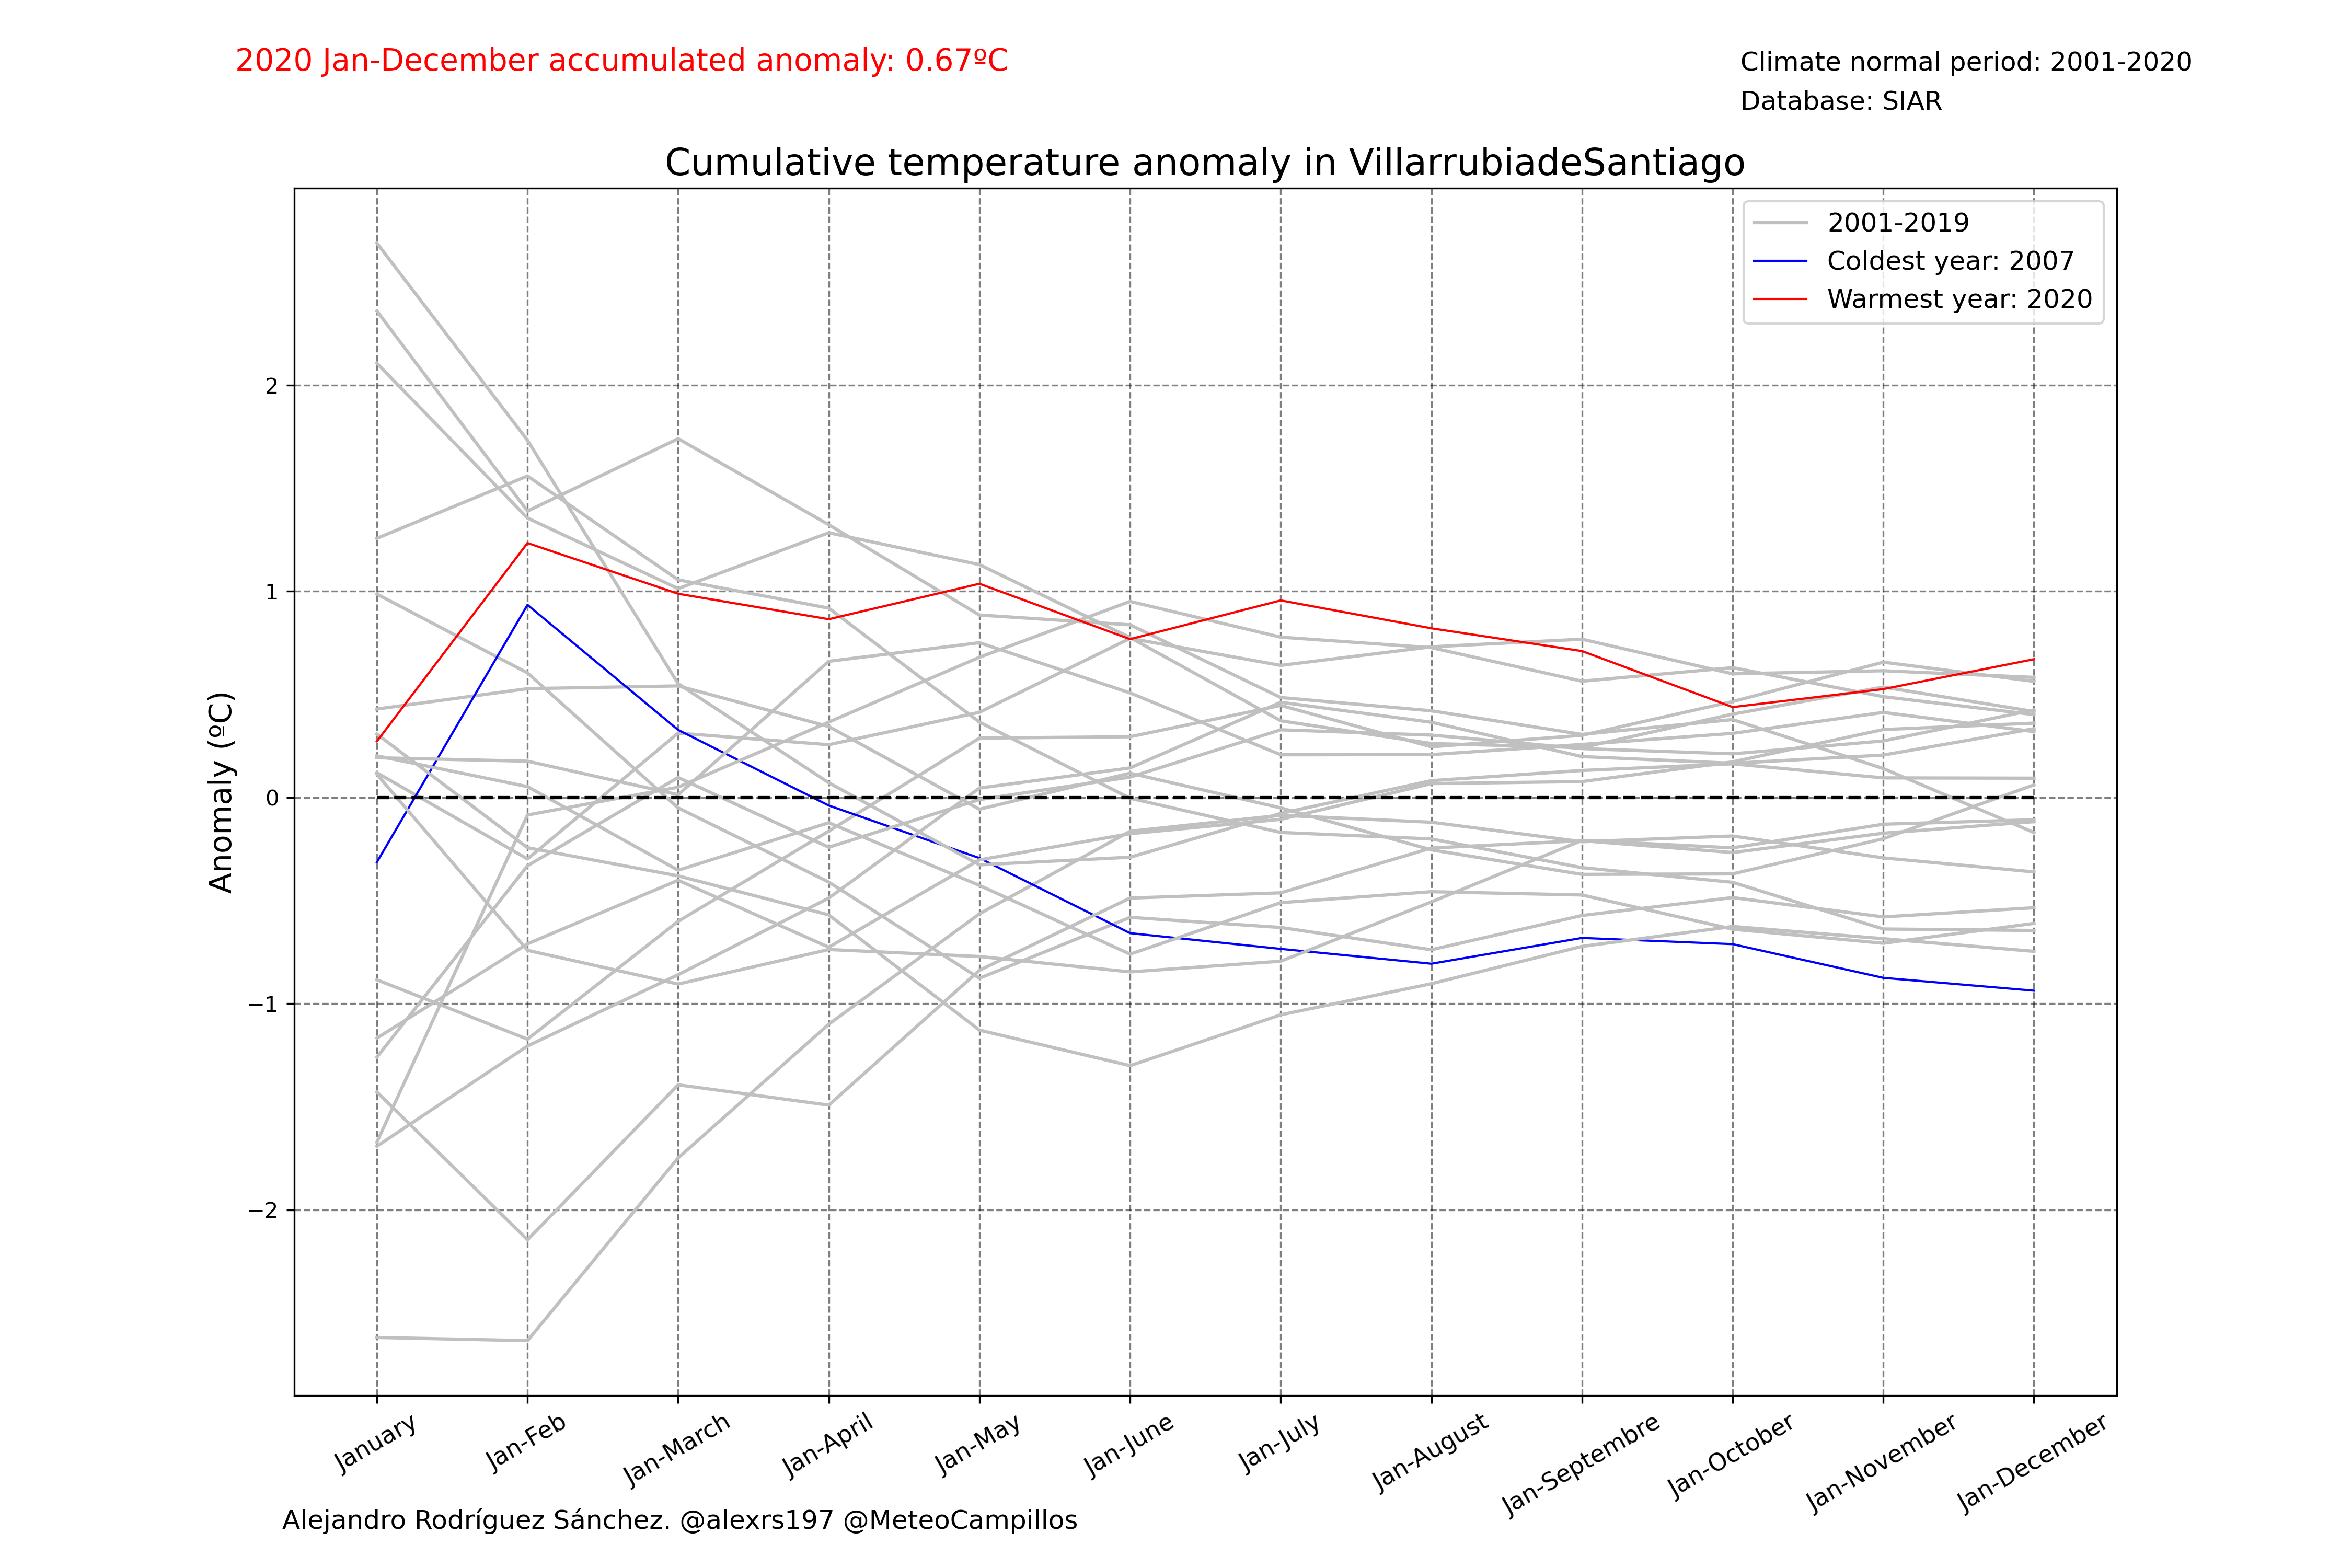 2020 Jan-December accumulated anomaly: 0.67ºC
Climate normal period: 2001-2020
Database: SIAR
Cumulative temperature anomaly in VillarrubiadeSantiago
2001-2019
Coldest year: 2007
Warmest year: 2020
Anomaly (ºC)
2
1
0
−1
−2
January
Jan-Feb
Jan-March
Jan-April
Jan-May
Jan-June
Jan-July
Jan-August
Jan-Septembre
Jan-October
Jan-November
Jan-December
Alejandro Rodríguez Sánchez. @alexrs197 @MeteoCampillos